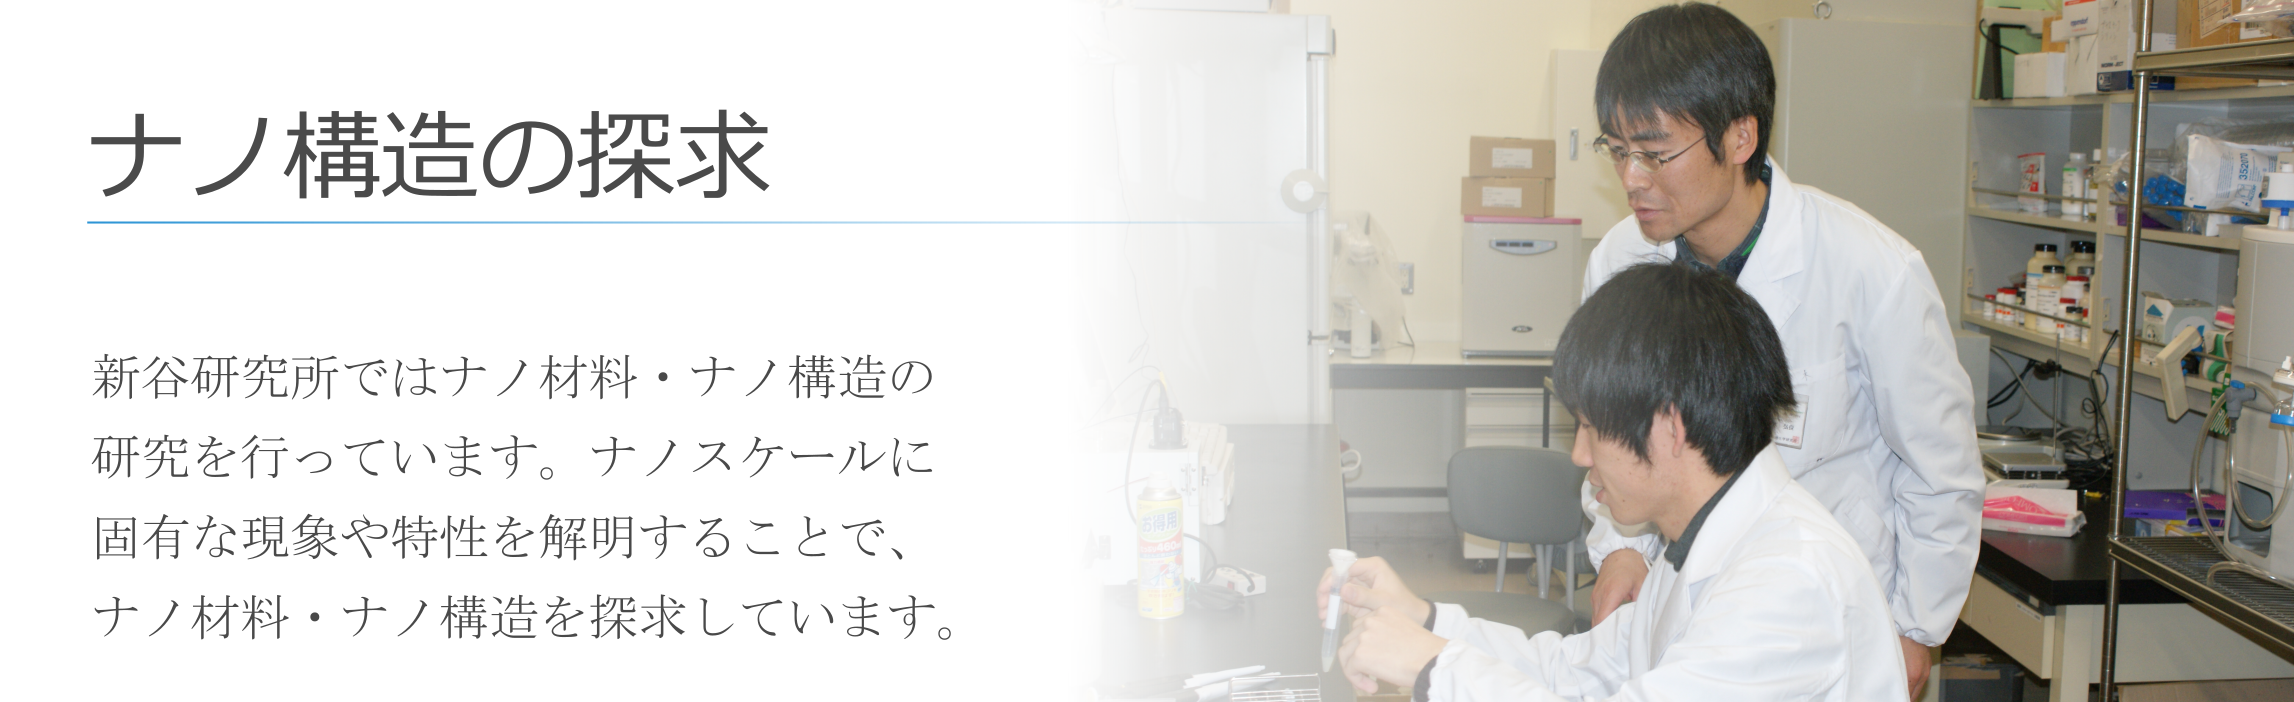 ナノ構造の探求
新谷研究所ではナノ材料・ナノ構造の
研究を行っています。ナノスケールに
固有な現象や特性を解明することで、
ナノ材料・ナノ構造を探求しています。
お得用